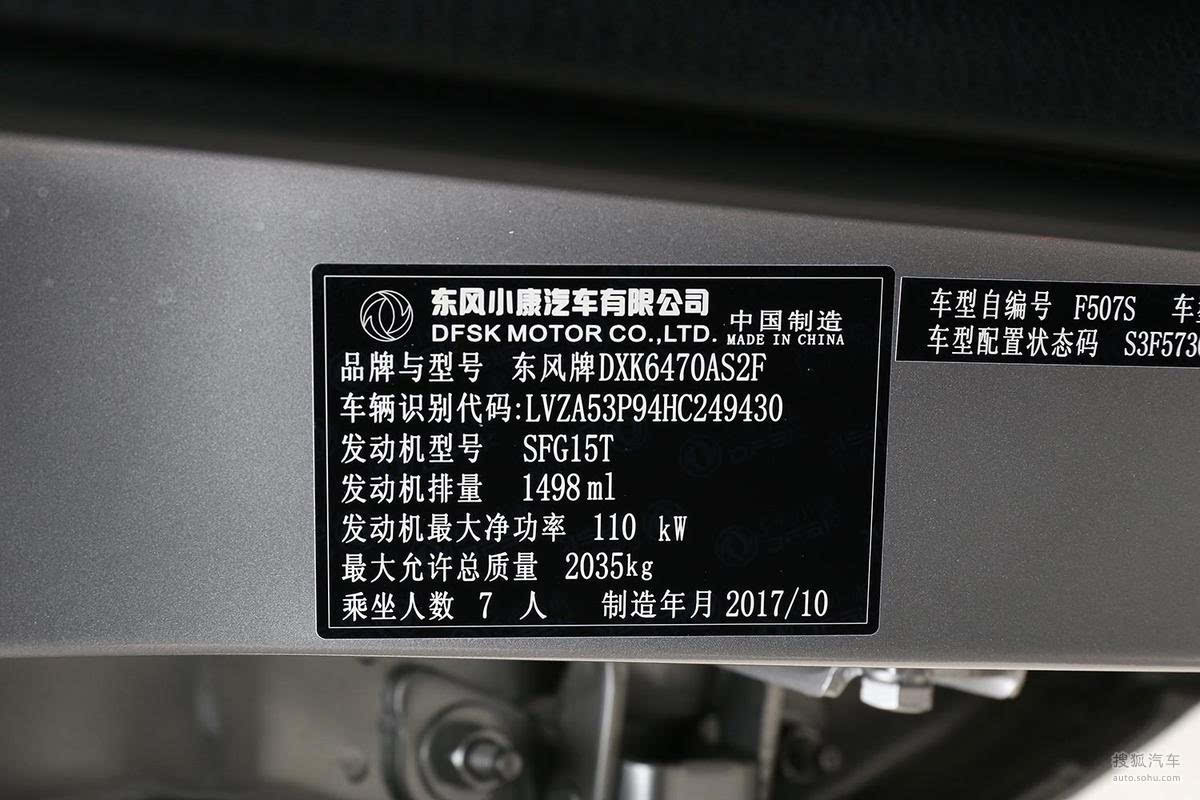 东风小康汽车有限公司
DFSK MOTOR CO.,LTD.
中国制造
MADE IN CHINA
品牌与型号 东风牌DXK6470AS2F
车辆识别代码:LVZA53P94HC249430
发动机型号 SFG15T
发动机排量 1498ml
发动机最大净功率 110 kW
最大允许总质量 2035kg
乘坐人数 7 人 制造年月 2017/10
车型自编号 F507S 车
车型配置状态码 S3F573
搜狐汽车
auto.sohu.com